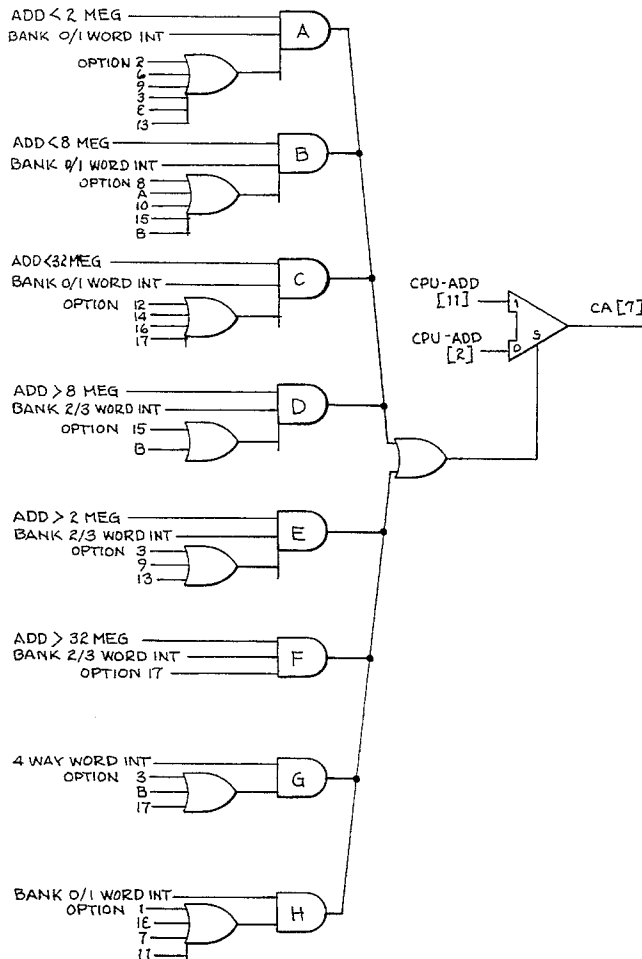 ADD < 2 MEG
BANK 0/1 WORD INT
OPTION 2
6
9
3
E
13
A
ADD < 8 MEG
BANK 0/1 WORD INT
OPTION 8
A
10
15
B
B
ADD < 32 MEG
BANK 0/1 WORD INT
OPTION 12
14
16
17
C
CPU-ADD
[11]
1
CPU-ADD
[2]
0
S
CA [7]
ADD > 8 MEG
BANK 2/3 WORD INT
OPTION 15
B
D
ADD > 2 MEG
BANK 2/3 WORD INT
OPTION 3
9
13
E
ADD > 32 MEG
BANK 2/3 WORD INT
OPTION 17
F
4 WAY WORD INT
OPTION 3
B
17
G
BANK 0/1 WORD INT
OPTION 1
1E
7
11
H